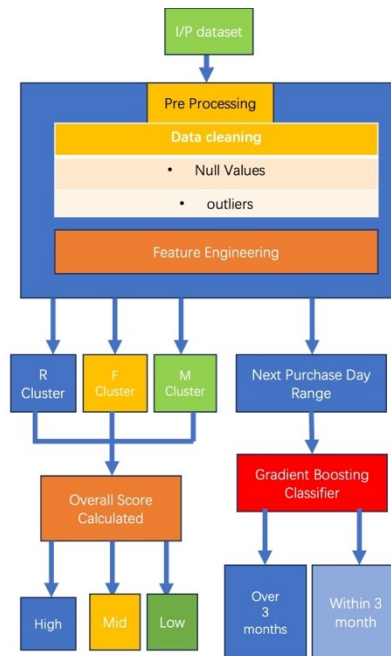 I/P dataset
Pre Processing
Data cleaning
• Null Values
• outliers
Feature Engineering
R
Cluster
F
Cluster
M
Cluster
Next Purchase Day
Range
Overall Score
Calculated
Gradient Boosting
Classifier
High
Mid
Low
Over
3
months
Within 3
month